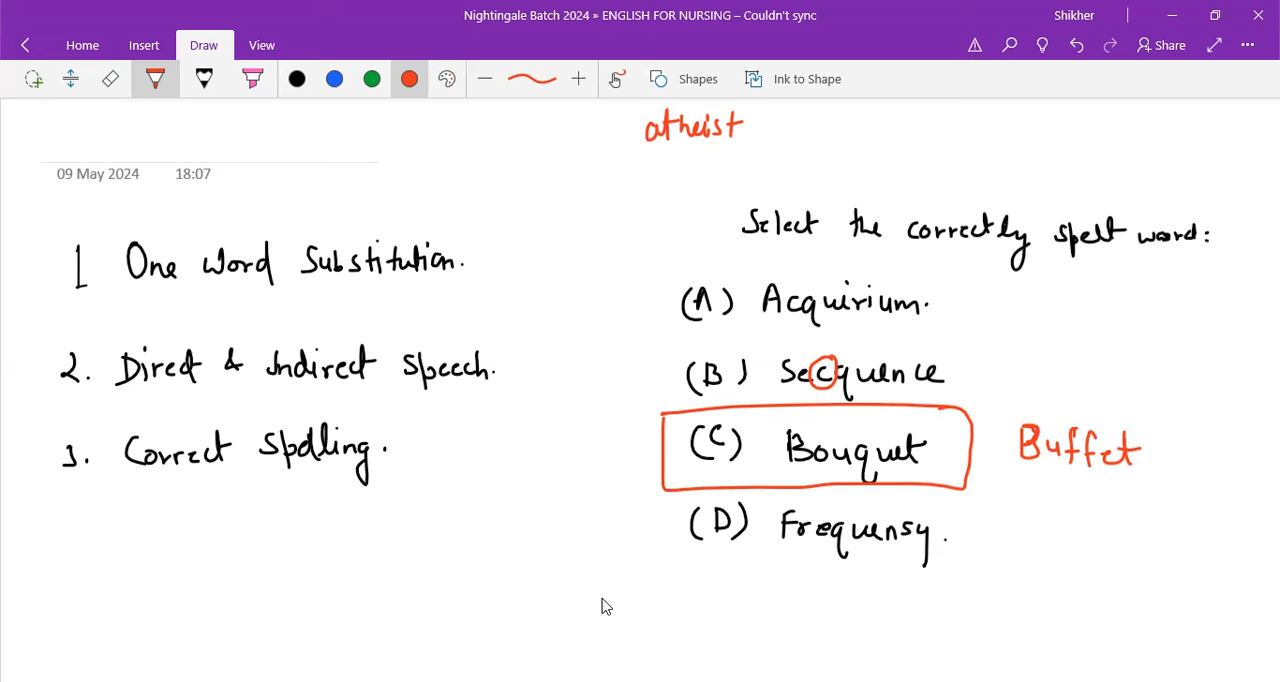 Nightingale Batch 2024 » ENGLISH FOR NURSING – Couldn't sync
Shikher
Home Insert Draw View
Share
Shapes
Ink to Shape
atheist
09 May 2024 18:07
Select the correctly spelt word:
1 One Word Substitution.
(A) Acquirium.
2. Direct & Indirect Speech.
(B) Secquence
3. Correct Spelling.
(C) Bouquet
Buffet
(D) Frequensy.